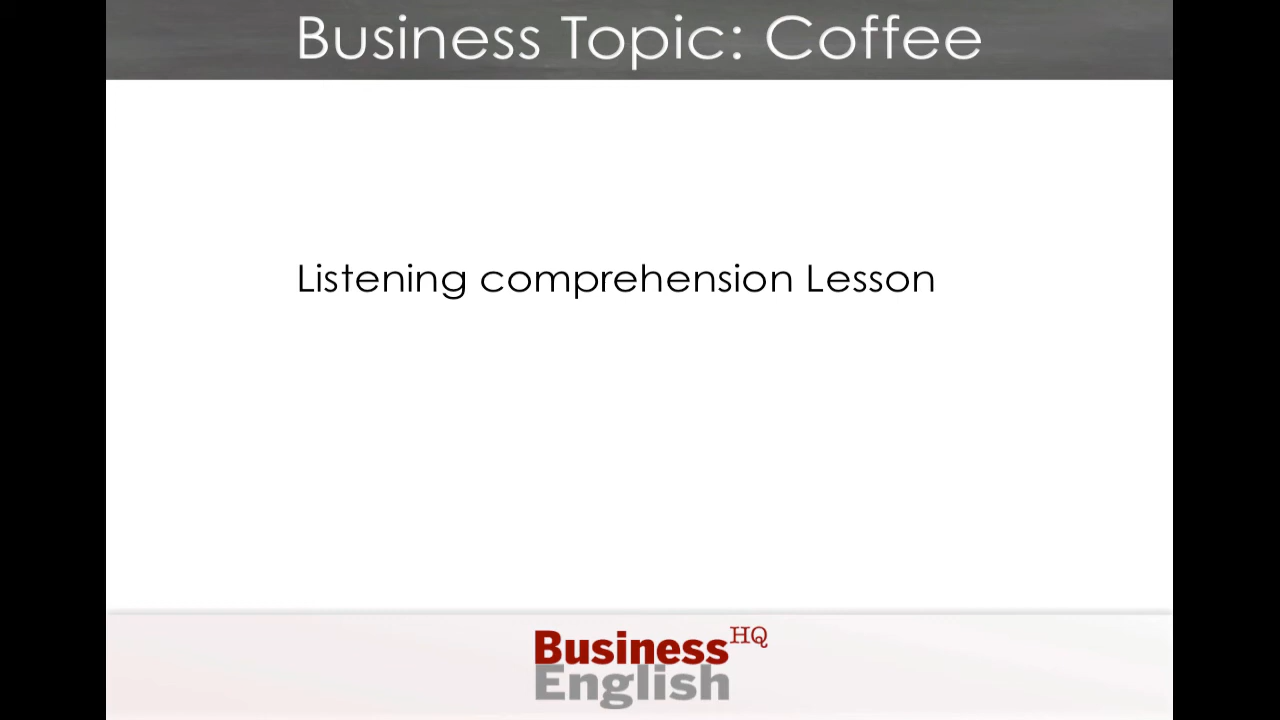 Business Topic: Coffee
Listening comprehension Lesson
Business HQ
English